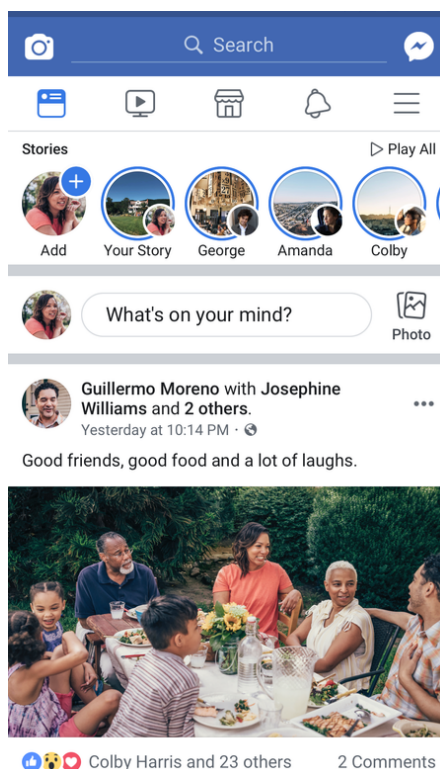 Search
Stories
Play All
Add
Your Story
George
Amanda
Colby
What's on your mind?
Photo
Guillermo Moreno with Josephine
Williams and 2 others.
Yesterday at 10:14 PM ·
Good friends, good food and a lot of laughs.
Colby Harris and 23 others
2 Comments